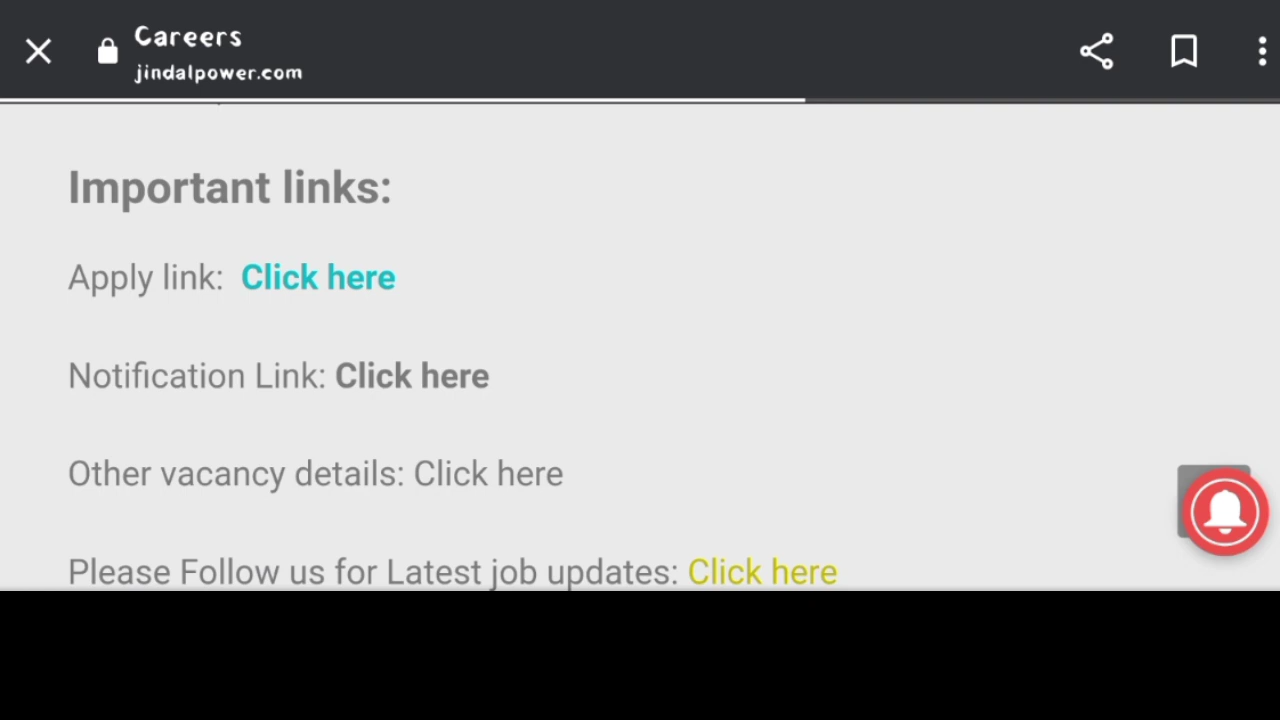 Careers
jindalpower.com
Important links:
Apply link: Click here
Notification Link: Click here
Other vacancy details: Click here
Please Follow us for Latest job updates: Click here